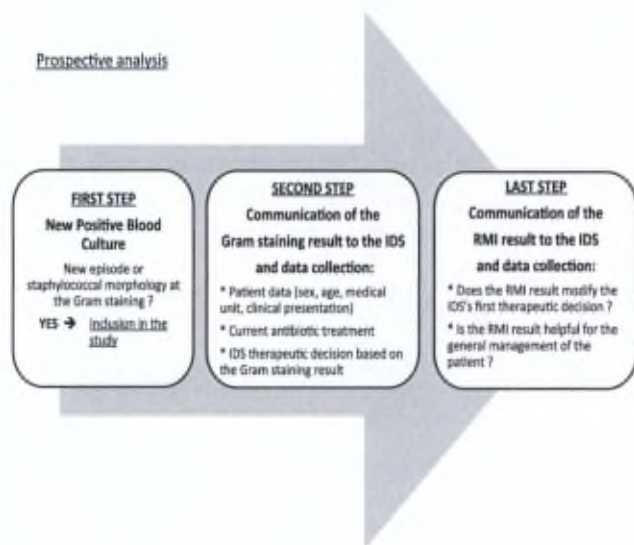 Prospective analysis
FIRST STEP
New Positive Blood
Culture
New episode or
staphylococcal morphology at
the Gram staining ?
YES → Inclusion in the
study
SECOND STEP
Communication of the
Gram staining result to the IDS
and data collection:
* Patient data (sex, age, medical
unit, clinical presentation)
* Current antibiotic treatment
* IDS therapeutic decision based on
the Gram staining result
LAST STEP
Communication of the
RMI result to the IDS
and data collection:
* Does the RMI result modify the
IDS's first therapeutic decision ?
* Is the RMI result helpful for the
general management of the
patient ?